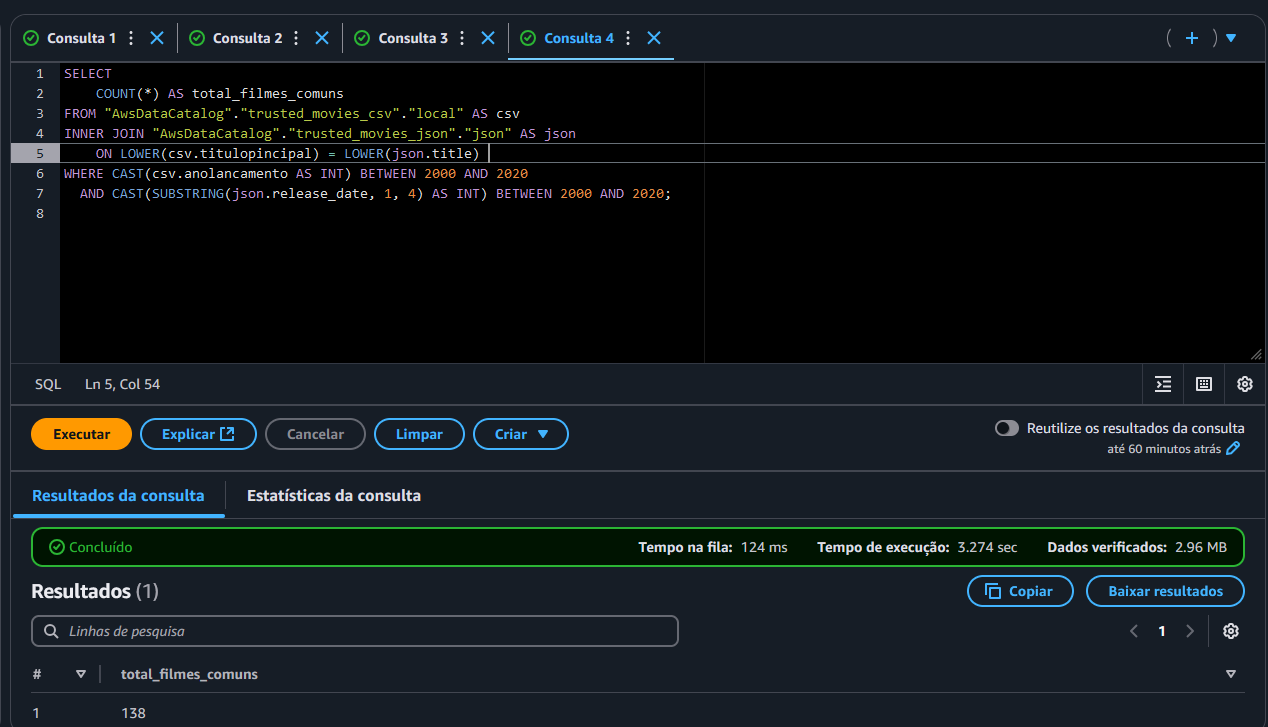 Consulta 1 Consulta 2 Consulta 3 Consulta 4 ( + )
1 SELECT
2 COUNT(*) AS total_filmes_comuns
3 FROM "AwsDataCatalog"."trusted_movies_csv"."local" AS csv
4 INNER JOIN "AwsDataCatalog"."trusted_movies_json"."json" AS json
5 ON LOWER(csv.titulopincipal) = LOWER(json.title)
6 WHERE CAST(csv.anolancamento AS INT) BETWEEN 2000 AND 2020
7 AND CAST(SUBSTRING(json.release_date, 1, 4) AS INT) BETWEEN 2000 AND 2020;
8
SQL Ln 5, Col 54
Executar Explicar Cancelar Limpar Criar Reutilize os resultados da consulta
até 60 minutos atrás
Resultados da consulta Estatísticas da consulta
Concluído Tempo na fila: 124 ms Tempo de execução: 3.274 sec Dados verificados: 2.96 MB
Resultados (1) Copiar Baixar resultados
Linhas de pesquisa 1
# total_filmes_comuns
1 138